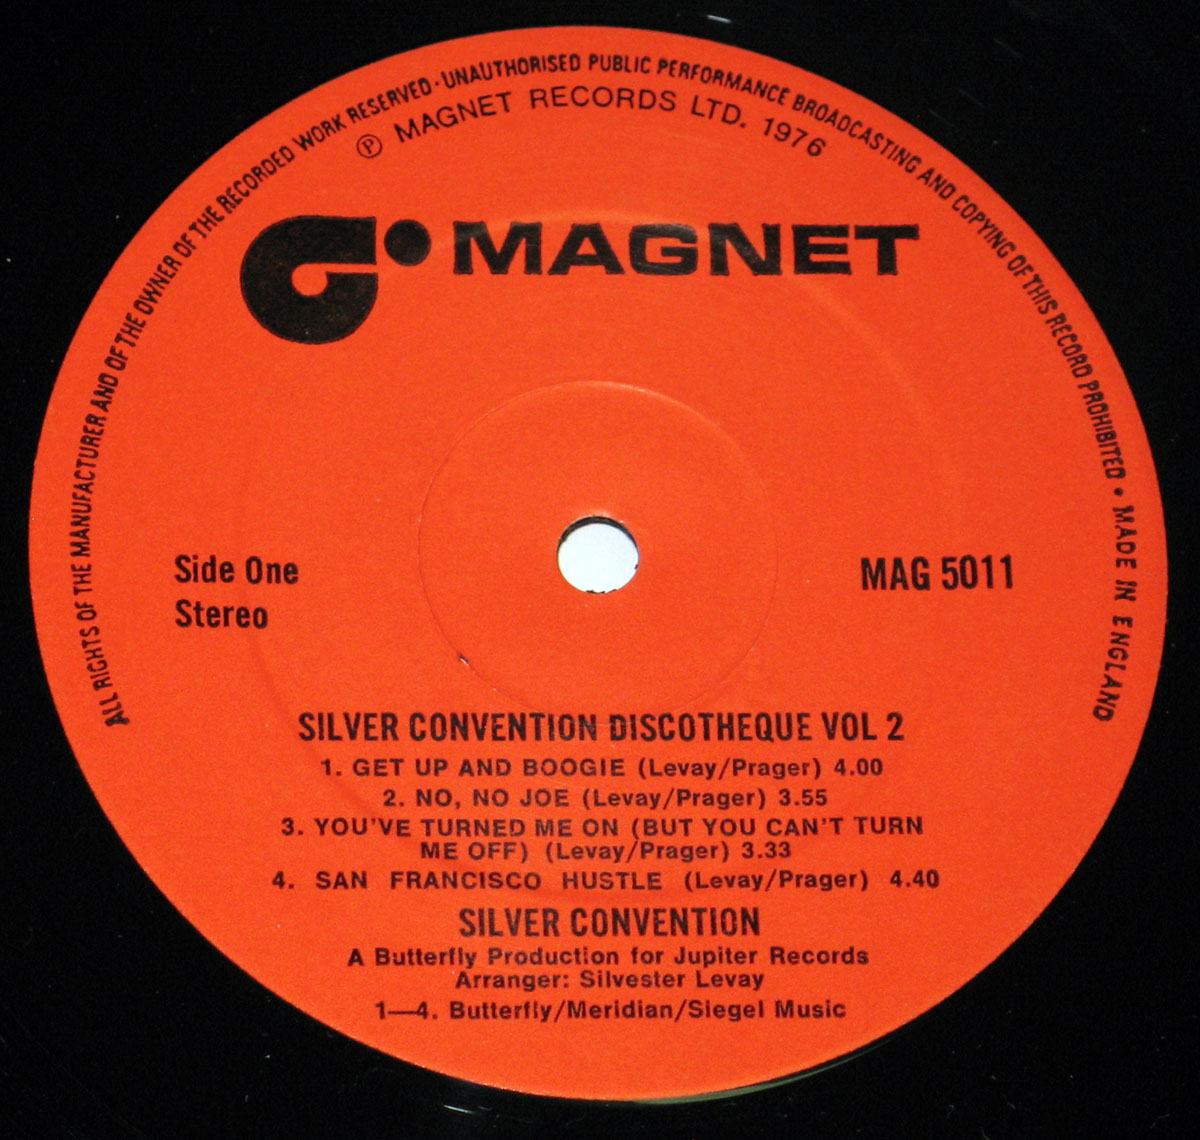 ALL RIGHTS OF THE MANUFACTURER AND OF THE OWNER OF THE RECORDED WORK RESERVED · UNAUTHORISED PUBLIC PERFORMANCE BROADCASTING AND COPYING OF THIS RECORD PROHIBITED • MADE IN ENGLAND
℗ MAGNET RECORDS LTD. 1976
MAGNET
Side One
Stereo
MAG 5011
SILVER CONVENTION DISCOTHEQUE VOL 2
1. GET UP AND BOOGIE (Levay/Prager) 4.00
2. NO, NO JOE (Levay/Prager) 3.55
3. YOU'VE TURNED ME ON (BUT YOU CAN'T TURN
ME OFF) (Levay/Prager) 3.33
4. SAN FRANCISCO HUSTLE (Levay/Prager) 4.40
SILVER CONVENTION
A Butterfly Production for Jupiter Records
Arranger: Silvester Levay
1—4. Butterfly/Meridian/Siegel Music